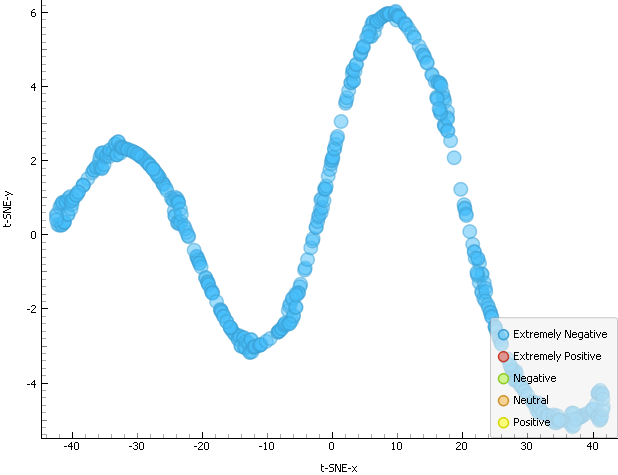 6
4
2
0
-2
-4
t-SNE-y
-40
-30
-20
-10
0
10
20
30
40
t-SNE-x
Extremely Negative
Extremely Positive
Negative
Neutral
Positive